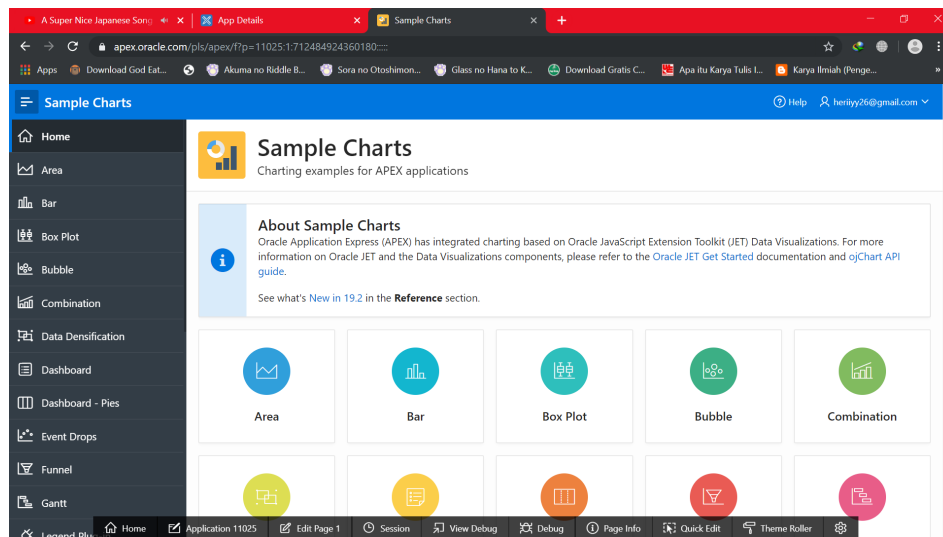 A Super Nice Japanese Song
App Details
Sample Charts
apex.oracle.com/pls/apex/f?p=11025:1:712484924360180:::::
Apps
Download God Eat...
Akuma no Riddle B...
Sora no Otoshimon...
Glass no Hana to K...
Download Gratis C...
Apa itu Karya Tulis I...
Karya Ilmiah (Penge...
»
Sample Charts
Help
heriiyy26@gmail.com
Home
Area
Bar
Box Plot
Bubble
Combination
Data Densification
Dashboard
Dashboard - Pies
Event Drops
Funnel
Gantt
Sample Charts
Charting examples for APEX applications
About Sample Charts
Oracle Application Express (APEX) has integrated charting based on Oracle JavaScript Extension Toolkit (JET) Data Visualizations. For more
information on Oracle JET and the Data Visualizations components, please refer to the Oracle JET Get Started documentation and ojChart API
guide.
See what's New in 19.2 in the Reference section.
Area
Bar
Box Plot
Bubble
Combination
Legend
Home
Application 11025
Edit Page 1
Session
View Debug
Debug
Page Info
Quick Edit
Theme Roller